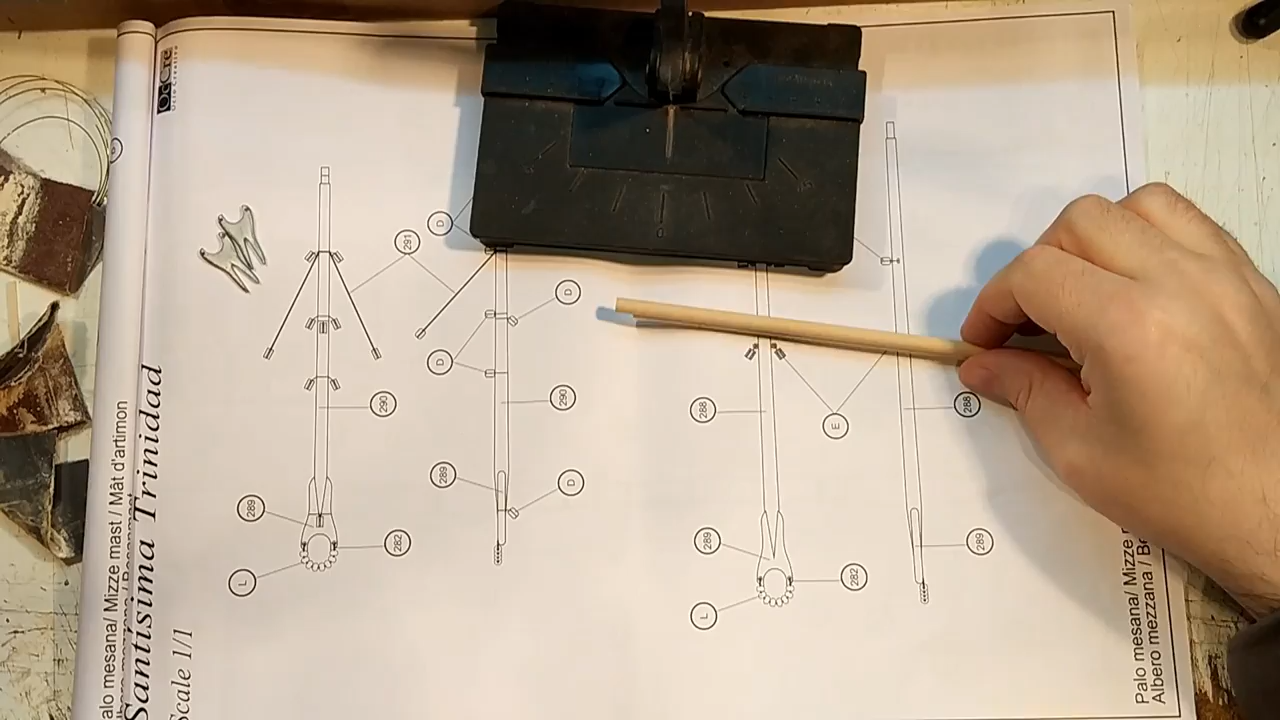 OcCre
D
291
D
D
D
290
290
288
E
288
289
D
289
282
289
289
L
282
L
Palo mesana/ Mizze mast / Mât d'artimon
Santísima Trinidad
Scale 1/1
Palo mesana/ Mizze
Albero mezzana / Be